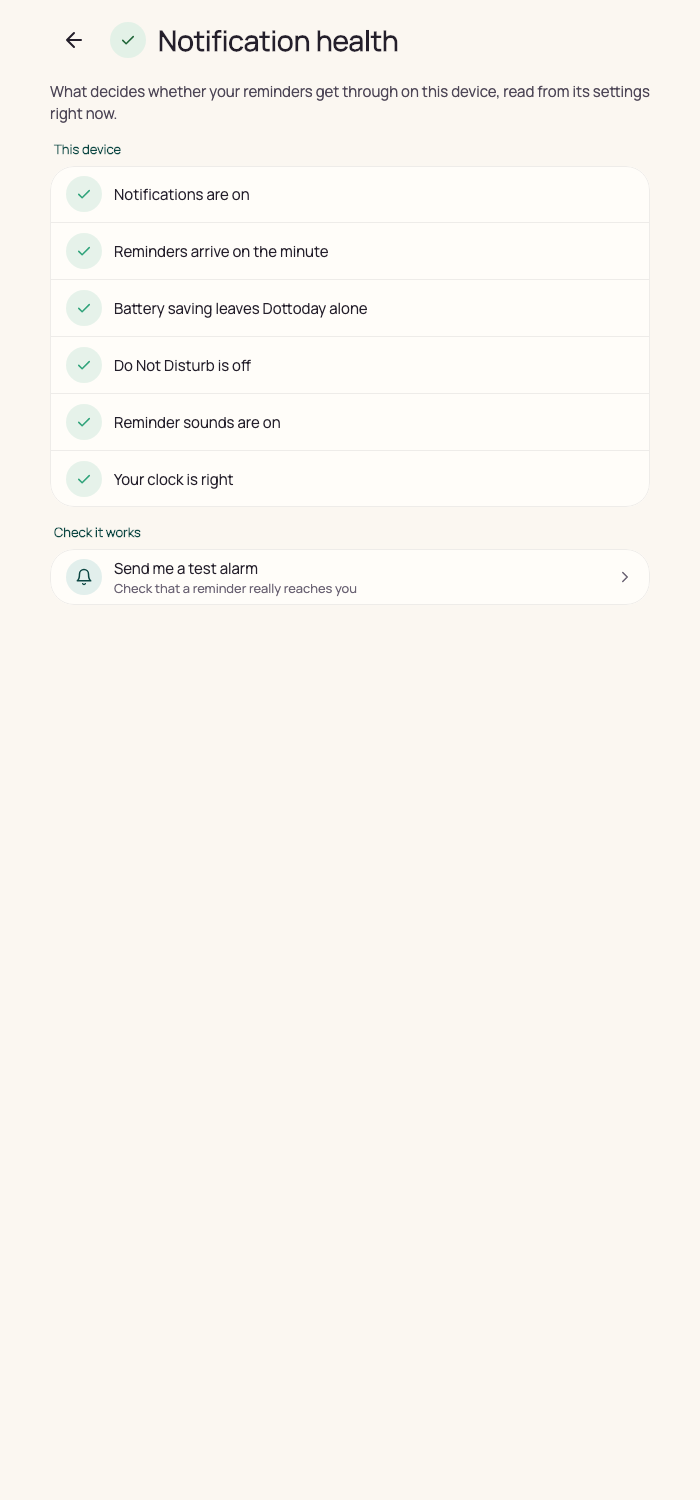 Notification health
What decides whether your reminders get through on this device, read from its settings
right now.
This device
Notifications are on
Reminders arrive on the minute
Battery saving leaves Dottoday alone
Do Not Disturb is off
Reminder sounds are on
Your clock is right
Check it works
Send me a test alarm
Check that a reminder really reaches you